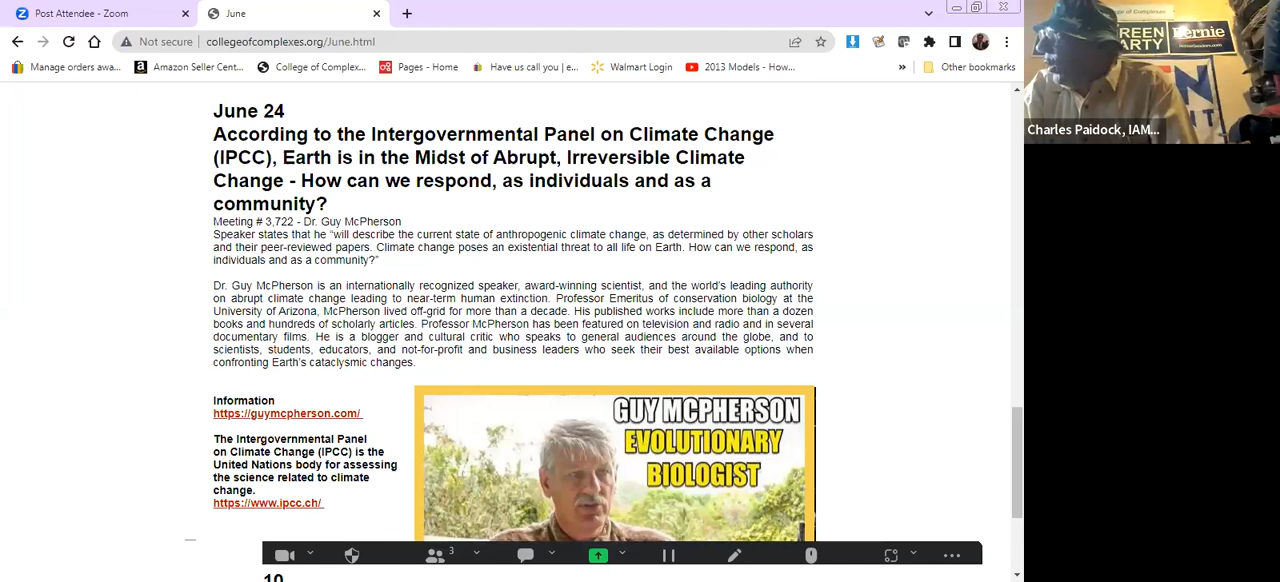 Post Attendee - Zoom
June
Not secure collegeofcomplexes.org/June.html
Manage orders awa...
Amazon Seller Cent...
College of Complex...
Pages - Home
Have us call you | e...
Walmart Login
2013 Models - How...
»
Other bookmarks
June 24
According to the Intergovernmental Panel on Climate Change
(IPCC), Earth is in the Midst of Abrupt, Irreversible Climate
Change - How can we respond, as individuals and as a
community?
Meeting # 3,722 - Dr. Guy McPherson
Speaker states that he “will describe the current state of anthropogenic climate change, as determined by other scholars
and their peer-reviewed papers. Climate change poses an existential threat to all life on Earth. How can we respond, as
individuals and as a community?”
Dr. Guy McPherson is an internationally recognized speaker, award-winning scientist, and the world’s leading authority
on abrupt climate change leading to near-term human extinction. Professor Emeritus of conservation biology at the
University of Arizona, McPherson lived off-grid for more than a decade. His published works include more than a dozen
books and hundreds of scholarly articles. Professor McPherson has been featured on television and radio and in several
documentary films. He is a blogger and cultural critic who speaks to general audiences around the globe, and to
scientists, students, educators, and not-for-profit and business leaders who seek their best available options when
confronting Earth’s cataclysmic changes.
Information
https://guymcpherson.com/
The Intergovernmental Panel
on Climate Change (IPCC) is the
United Nations body for assessing
the science related to climate
change.
https://www.ipcc.ch/
GUY MCPHERSON
EVOLUTIONARY
BIOLOGIST
3
10
of Complexes
REEN
ARTY
Bernie
Charles Paidock, IAM...